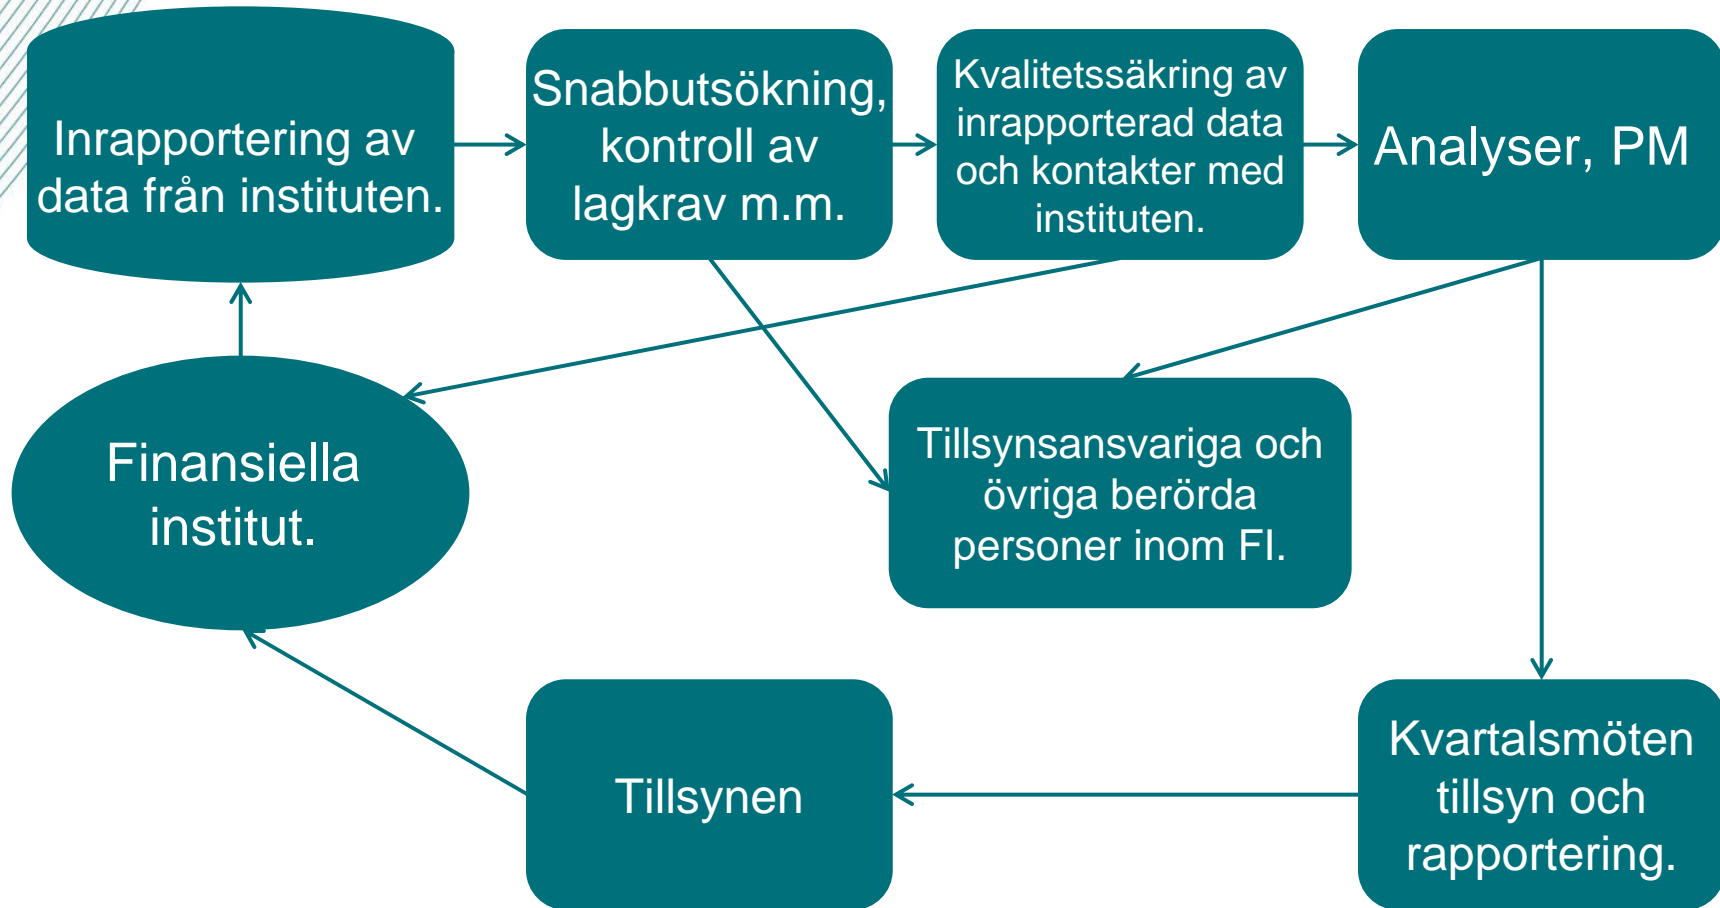 Inrapportering av
data från instituten.
Snabbutsökning,
kontroll av
lagkrav m.m.
Kvalitetssäkring av
inrapporterad data
och kontakter med
instituten.
Analyser, PM
Finansiella
institut.
Tillsynsansvariga och
övriga berörda
personer inom FI.
Tillsynen
Kvartalsmöten
tillsyn och
rapportering.